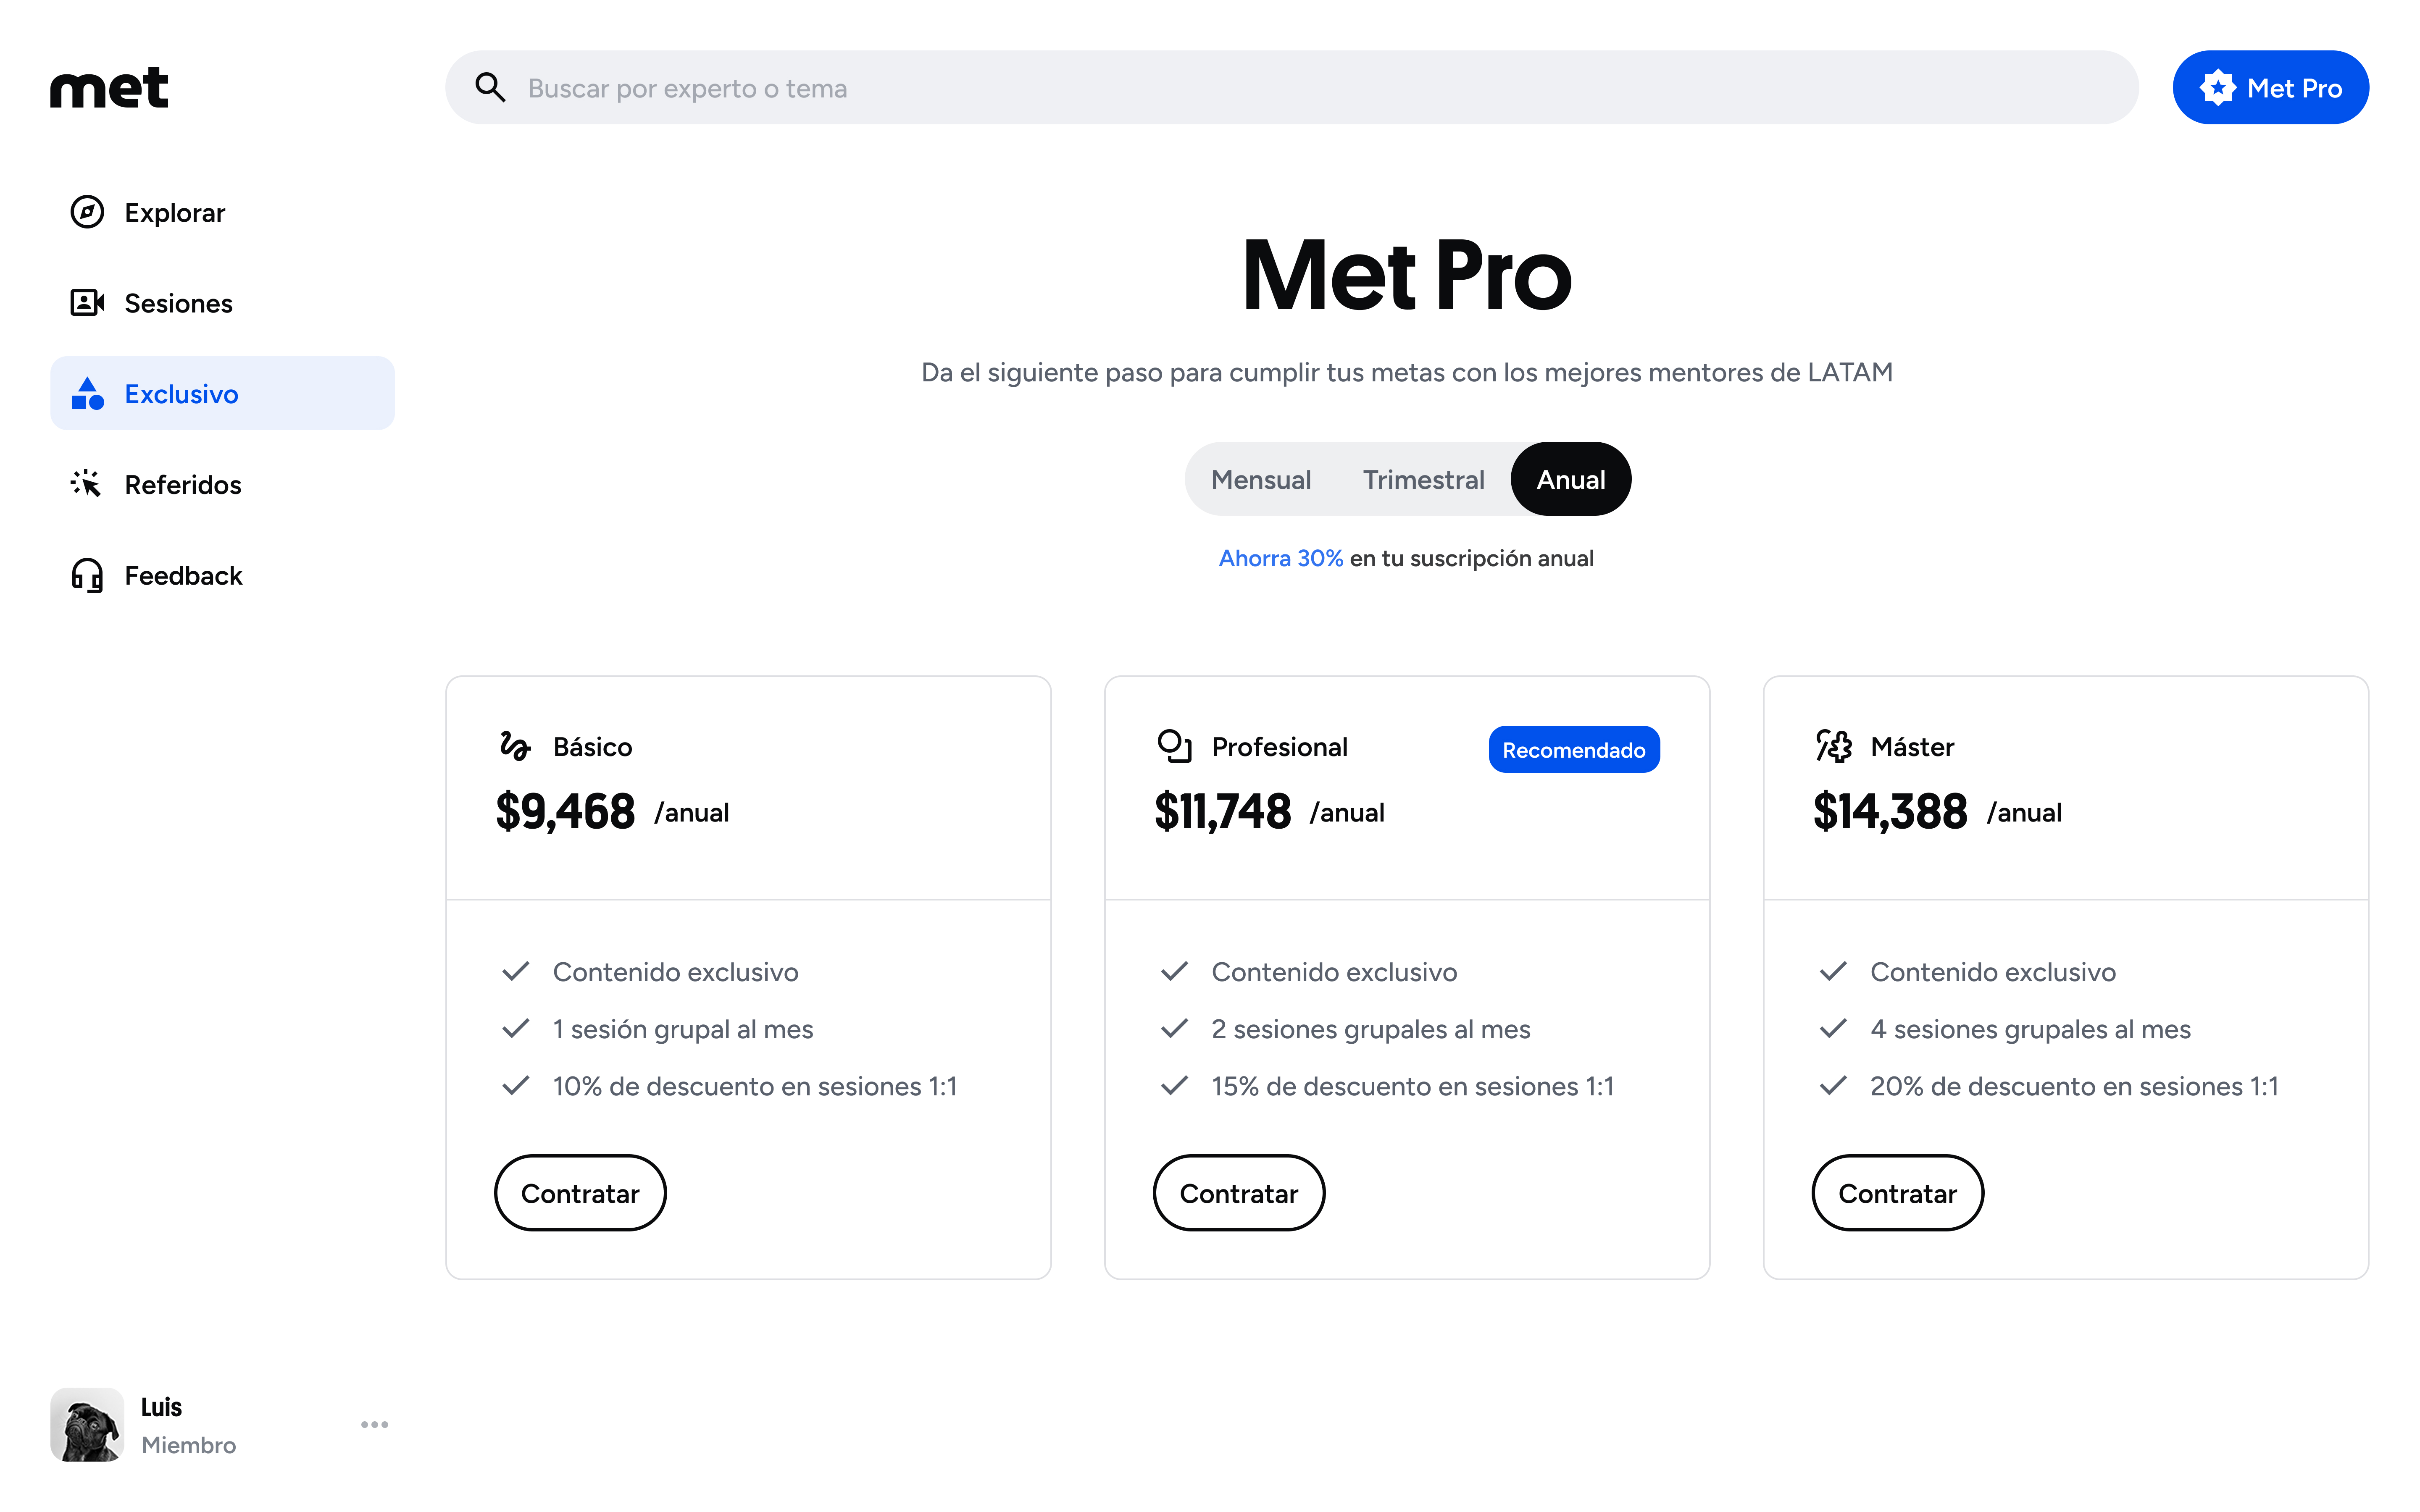 met
Buscar por experto o tema
Met Pro
Explorar
Sesiones
Exclusivo
Referidos
Feedback
Met Pro
Da el siguiente paso para cumplir tus metas con los mejores mentores de LATAM
Mensual Trimestral Anual
Ahorra 30% en tu suscripción anual
Básico
$9,468 /anual
Contenido exclusivo
1 sesión grupal al mes
10% de descuento en sesiones 1:1
Contratar
Profesional
Recomendado
$11,748 /anual
Contenido exclusivo
2 sesiones grupales al mes
15% de descuento en sesiones 1:1
Contratar
Máster
$14,388 /anual
Contenido exclusivo
4 sesiones grupales al mes
20% de descuento en sesiones 1:1
Contratar
Luis
Miembro